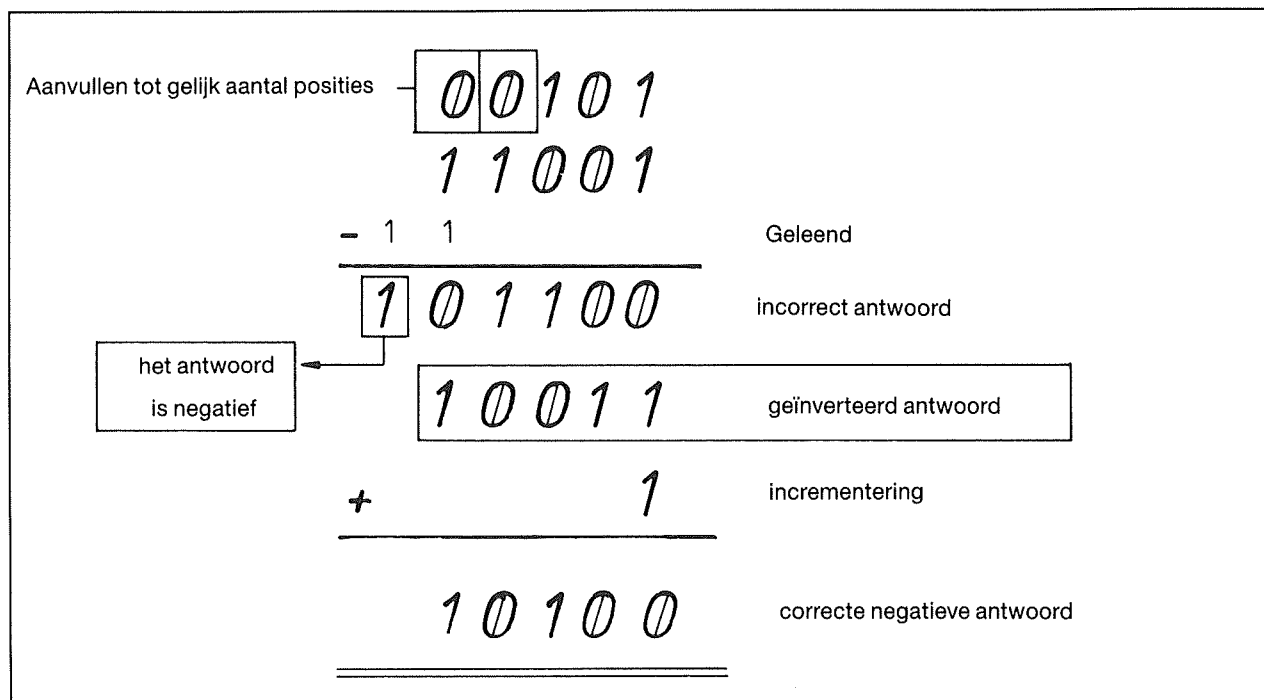 Aanvullen tot gelijk aantal posities 00101
11001
- 1 1 Geleend
101100 incorrect antwoord
het antwoord
is negatief
10011 geïnverteerd antwoord
+ 1 incrementering
10100 correcte negatieve antwoord